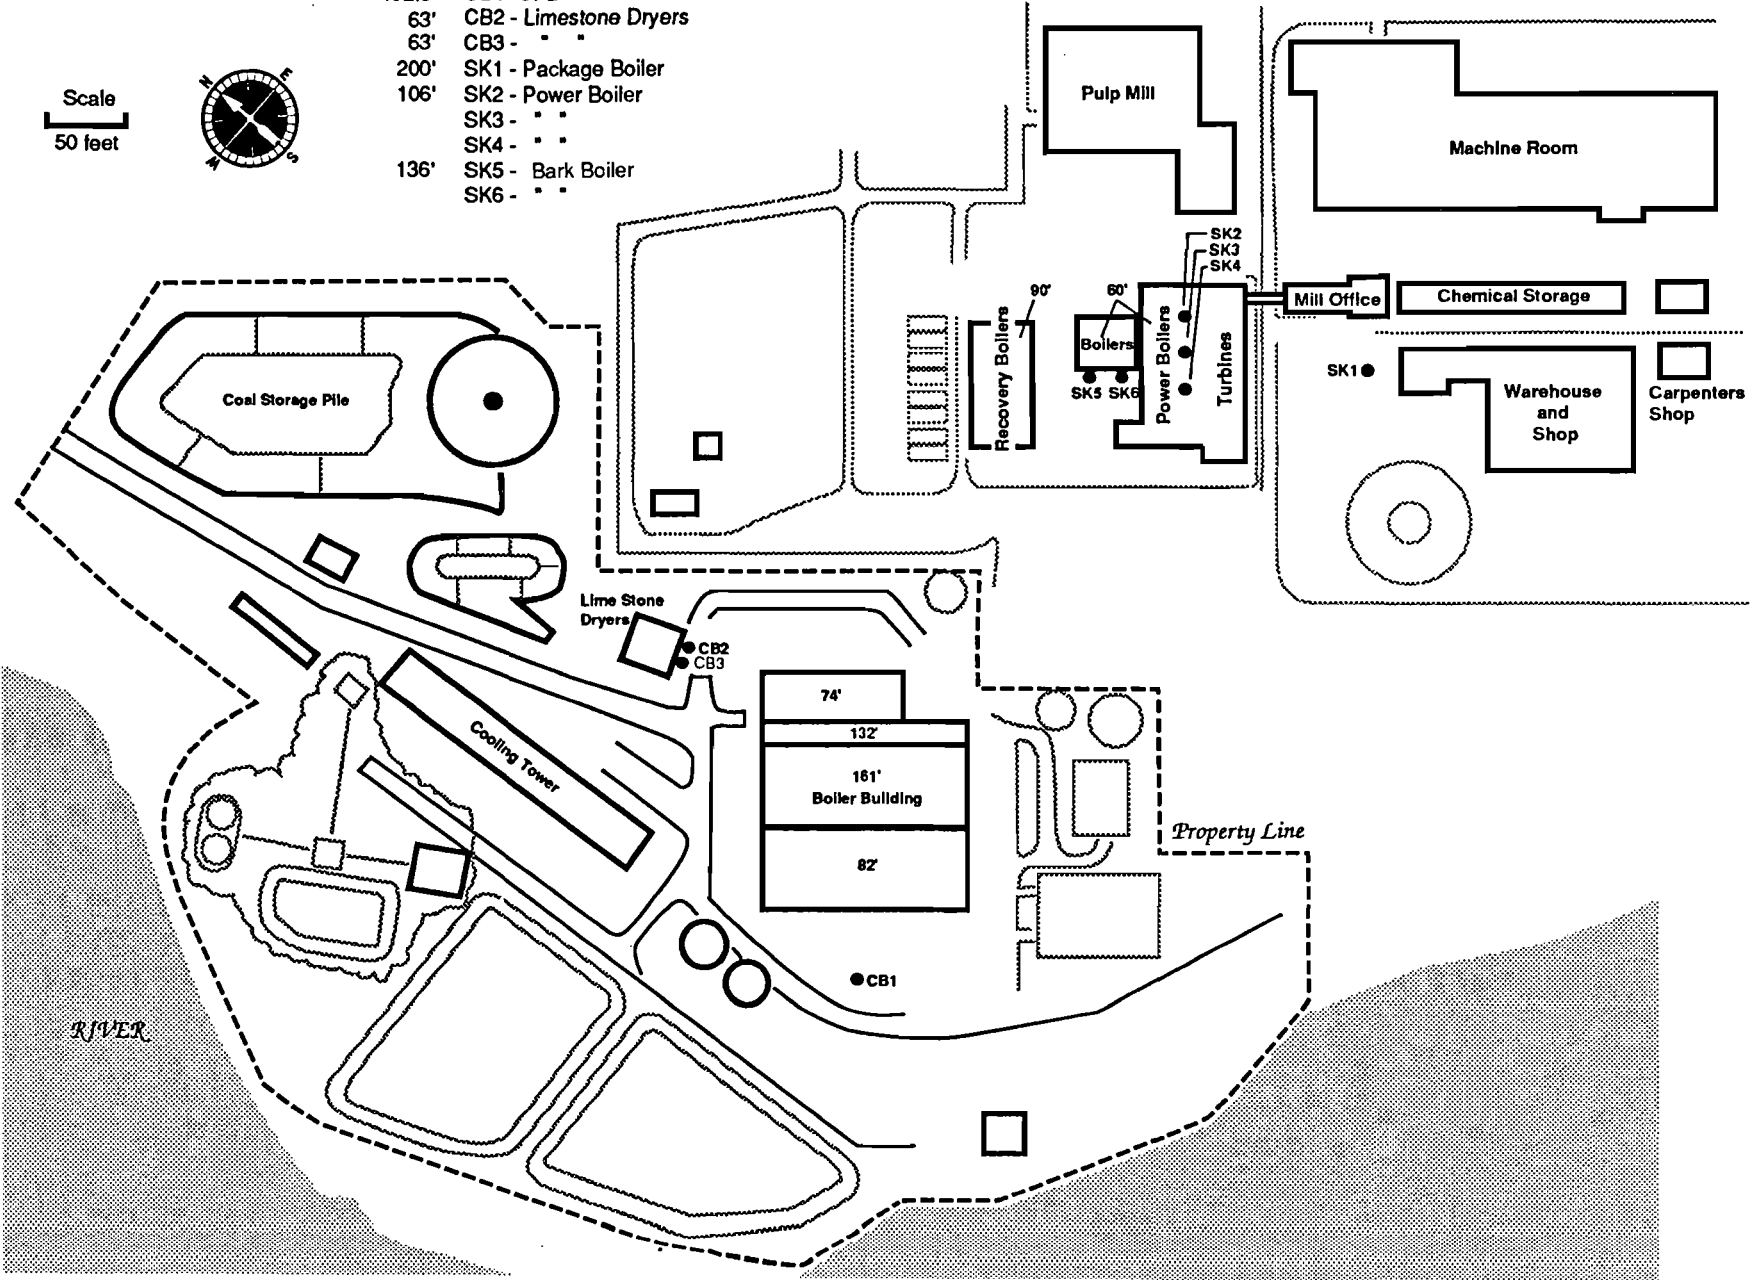 63' CB2 - Limestone Dryers
63' CB3 - " "
200' SK1 - Package Boiler
106' SK2 - Power Boiler
SK3 - " "
SK4 - " "
136' SK5 - Bark Boiler
SK6 - " "
Scale
50 feet
N
E
W
S
Pulp Mill
Machine Room
SK2
SK3
SK4
90'
60'
Mill Office
Chemical Storage
Recovery Boilers
Boilers
Power Boilers
Turbines
SK5
SK6
SK1
Warehouse
and
Shop
Carpenters
Shop
Coal Storage Pile
Lime Stone
Dryers
CB2
CB3
74'
132'
161'
Boiler Building
82'
Cooling Tower
Property Line
CB1
RIVER